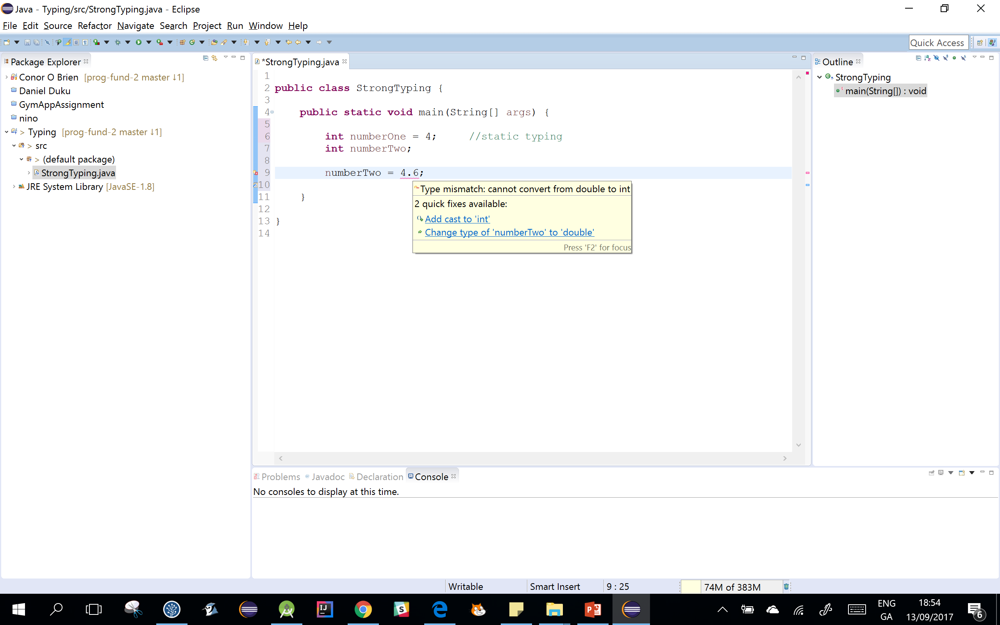 Java - Typing/src/StrongTyping.java - Eclipse
File Edit Source Refactor Navigate Search Project Run Window Help
Quick Access
Package Explorer
Conor O Brien [prog-fund-2 master ↓1]
Daniel Duku
GymAppAssignment
nino
> Typing [prog-fund-2 master ↓1]
> src
> (default package)
StrongTyping.java
JRE System Library [JavaSE-1.8]
*StrongTyping.java
1
2 public class StrongTyping {
3
4 public static void main(String[] args) {
5
6 int numberOne = 4; //static typing
7 int numberTwo;
8
9 numberTwo = 4.6;
10
11 }
12
13 }
14
Type mismatch: cannot convert from double to int
2 quick fixes available:
Add cast to 'int'
Change type of 'numberTwo' to 'double'
Press 'F2' for focus
Outline
StrongTyping
main(String[]) : void
Problems @ Javadoc Declaration Console
No consoles to display at this time.
Writable Smart Insert 9 : 25 74M of 383M
ENG
GA
18:54
13/09/2017
6